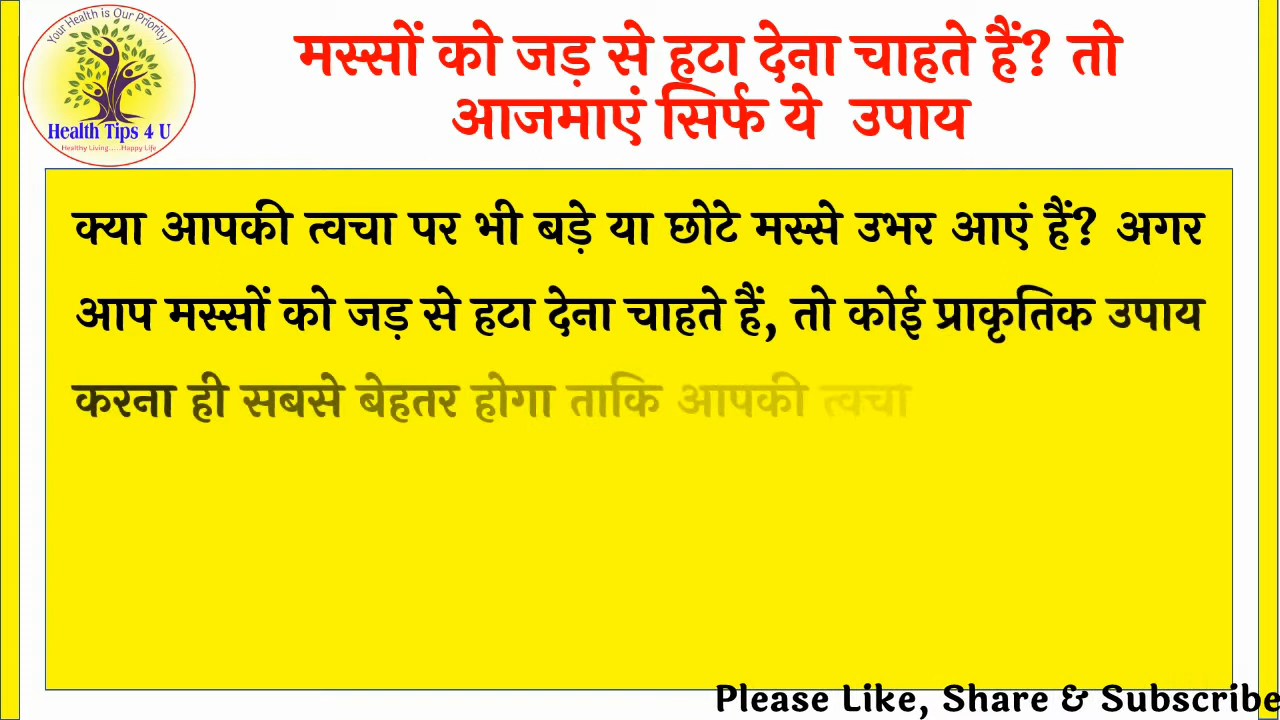 Your Health is Our Priority!
Health Tips 4 U
Healthy Living.....Happy Life
मस्सों को जड़ से हटा देना चाहते हैं? तो
आजमाएं सिर्फ ये उपाय
क्या आपकी त्वचा पर भी बड़े या छोटे मस्से उभर आएं हैं? अगर
आप मस्सों को जड़ से हटा देना चाहते हैं, तो कोई प्राकृतिक उपाय
करना ही सबसे बेहतर होगा ताकि आपकी त्वचा
Please Like, Share & Subscribe